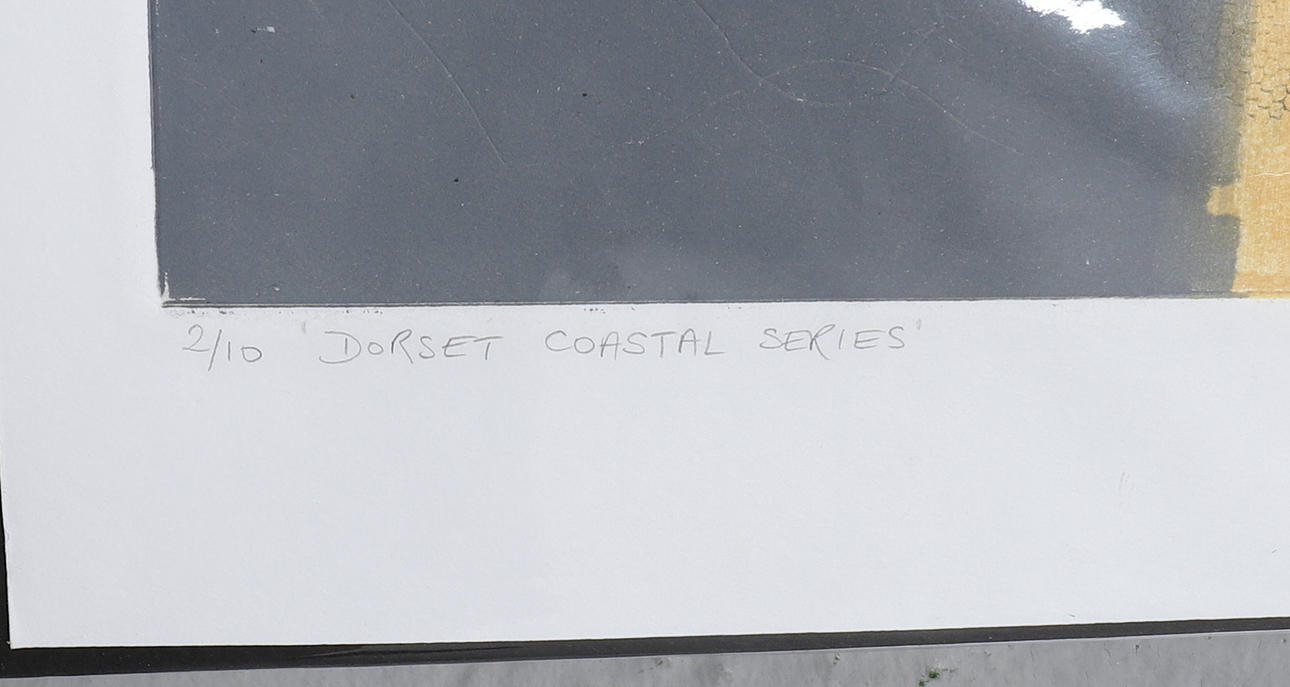 2/10 'DORSET COASTAL SERIES'